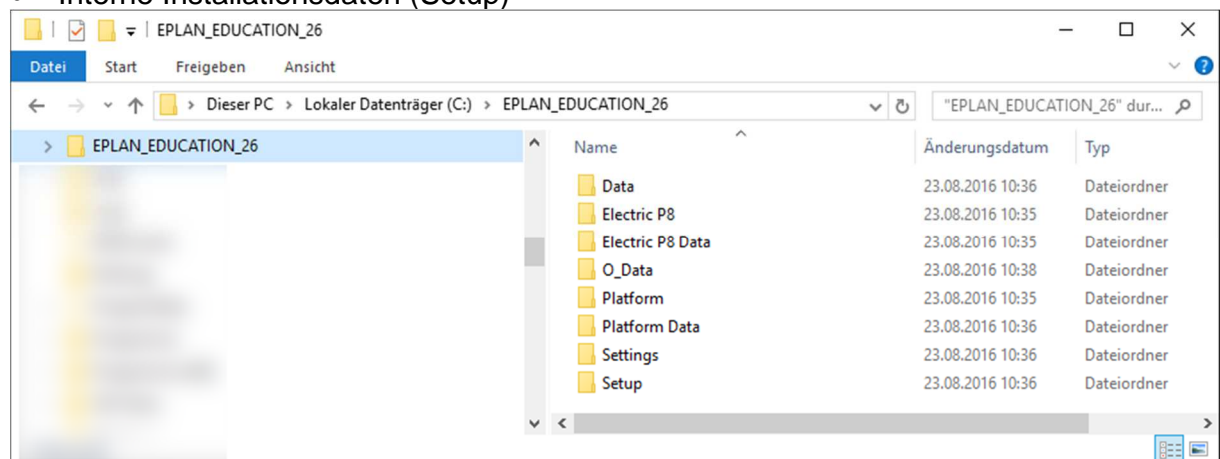 Interne Installationsdaten (Setup)
EPLAN_EDUCATION_26
Datei Start Freigeben Ansicht
Dieser PC > Lokaler Datenträger (C:) > EPLAN_EDUCATION_26
"EPLAN_EDUCATION_26" dur...
EPLAN_EDUCATION_26
Name Änderungsdatum Typ
Data 23.08.2016 10:36 Dateiordner
Electric P8 23.08.2016 10:35 Dateiordner
Electric P8 Data 23.08.2016 10:35 Dateiordner
O_Data 23.08.2016 10:38 Dateiordner
Platform 23.08.2016 10:35 Dateiordner
Platform Data 23.08.2016 10:36 Dateiordner
Settings 23.08.2016 10:36 Dateiordner
Setup 23.08.2016 10:36 Dateiordner